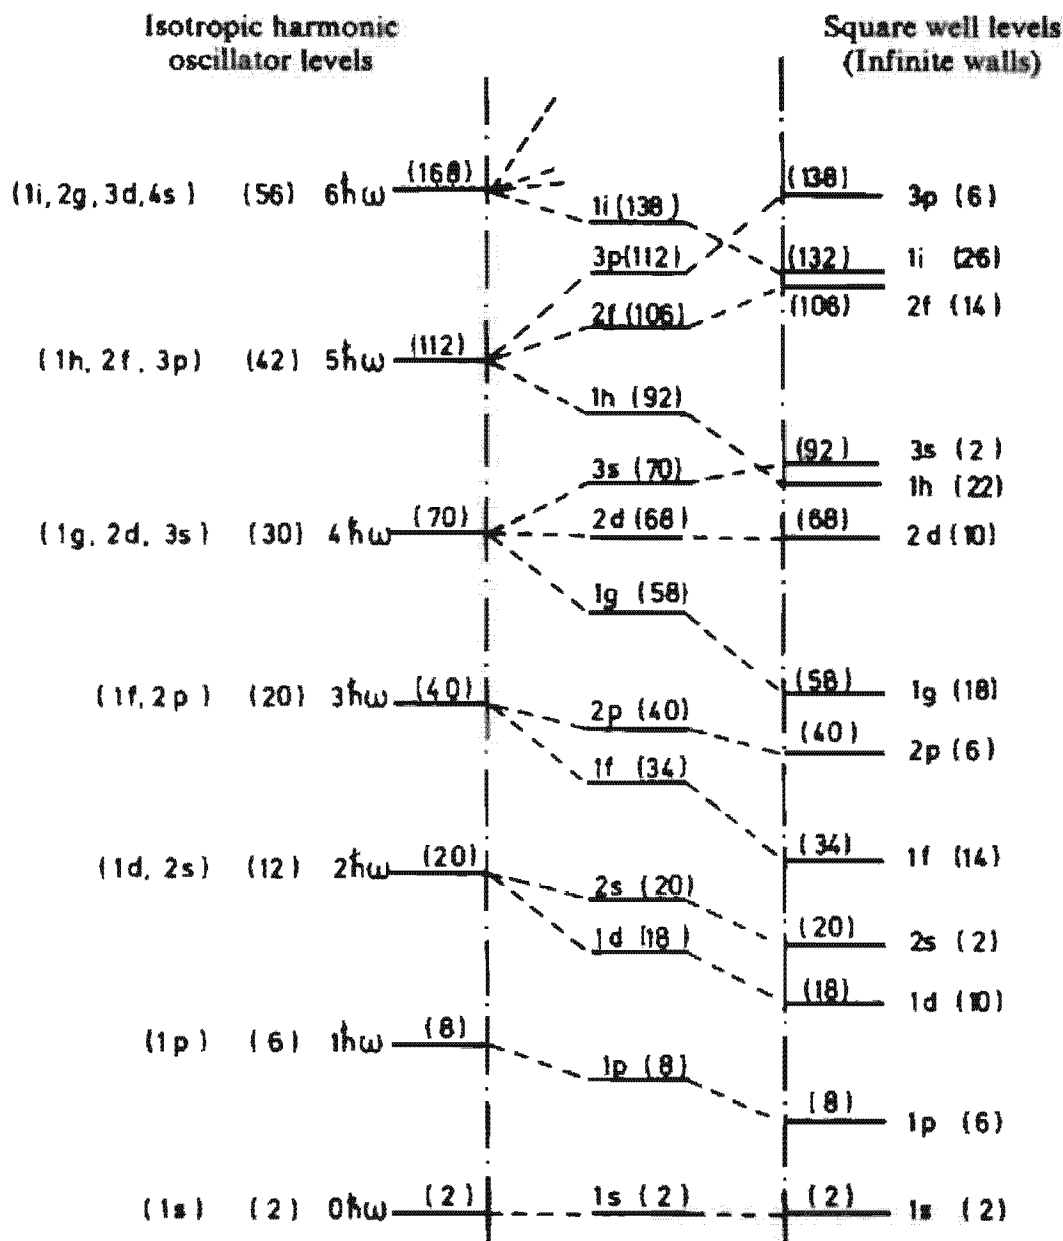 Isotropic harmonic
oscillator levels
Square well levels
(Infinite walls)
(1i, 2g, 3d, 4s) (56) 6ħω (168)
1i (138)
(138) 3p (6)
3p(112)
(132) 1i (26)
2f (106)
(106) 2f (14)
(1h, 2f, 3p) (42) 5ħω (112)
1h (92)
(92) 3s (2)
3s (70)
1h (22)
(1g, 2d, 3s) (30) 4ħω (70)
2d (68)
(68) 2d (10)
1g (58)
(58) 1g (18)
(1f, 2p) (20) 3ħω (40)
2p (40)
(40) 2p (6)
1f (34)
(34) 1f (14)
(1d, 2s) (12) 2ħω (20)
2s (20)
(20) 2s (2)
1d (18)
(18) 1d (10)
(1p) (6) 1ħω (8)
1p (8)
(8) 1p (6)
(1s) (2) 0ħω (2)
1s (2)
(2) 1s (2)